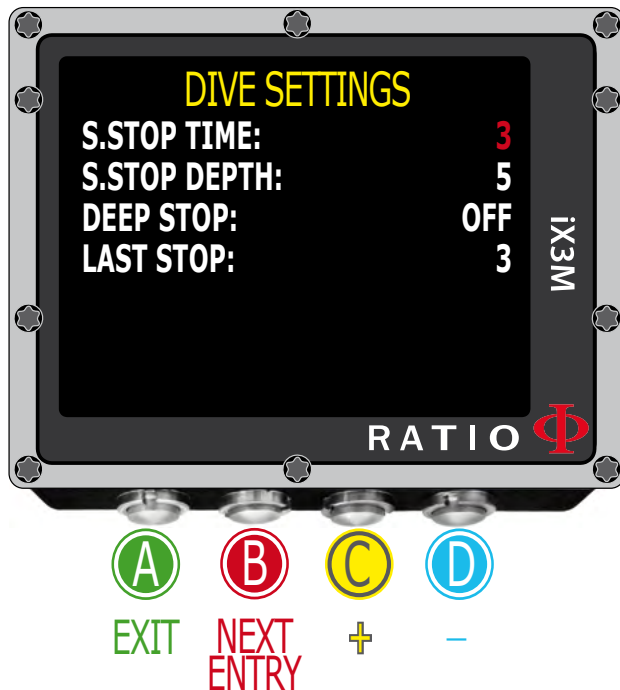 DIVE SETTINGS
S.STOP TIME: 3
S.STOP DEPTH: 5
DEEP STOP: OFF
LAST STOP: 3
iX3M
RATIO
A B C D
EXIT NEXT ENTRY + −